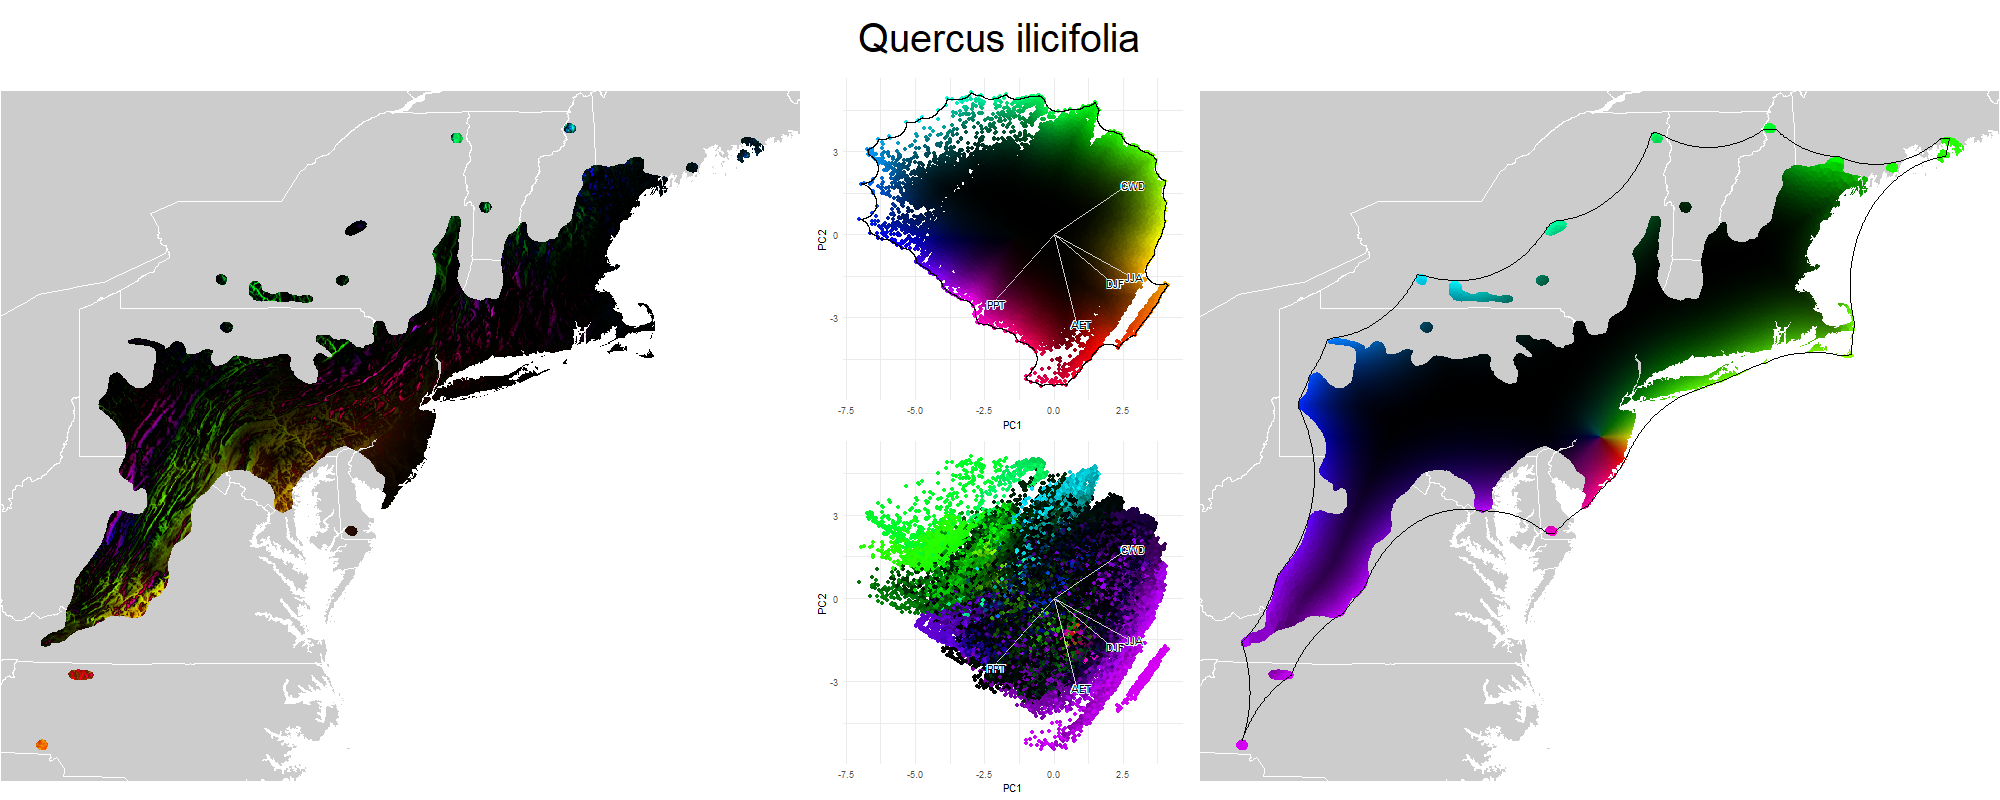 Quercus ilicifolia
3
0
-3
PC2
CWD
JJA
DJF
PPT
AET
-7.5
-5.0
-2.5
0.0
2.5
PC1
3
0
-3
PC2
CWD
JJA
DJF
PPT
AET
-7.5
-5.0
-2.5
0.0
2.5
PC1